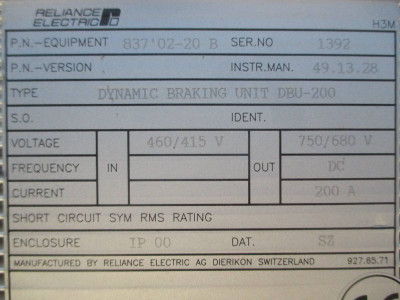 RELIANCE
ELECTRIC
H3M
P.N.-EQUIPMENT 837'02-20 B SER.NO 1392
P.N.-VERSION . INSTR.MAN. 49.13.28
TYPE DYNAMIC BRAKING UNIT DBU-200
S.O. IDENT.
VOLTAGE 460/415 V 750/680 V
FREQUENCY IN OUT DC
CURRENT 200 A
SHORT CIRCUIT SYM RMS RATING
ENCLOSURE IP 00 DAT. SZ
MANUFACTURED BY RELIANCE ELECTRIC AG DIERIKON SWITZERLAND 927.65.71